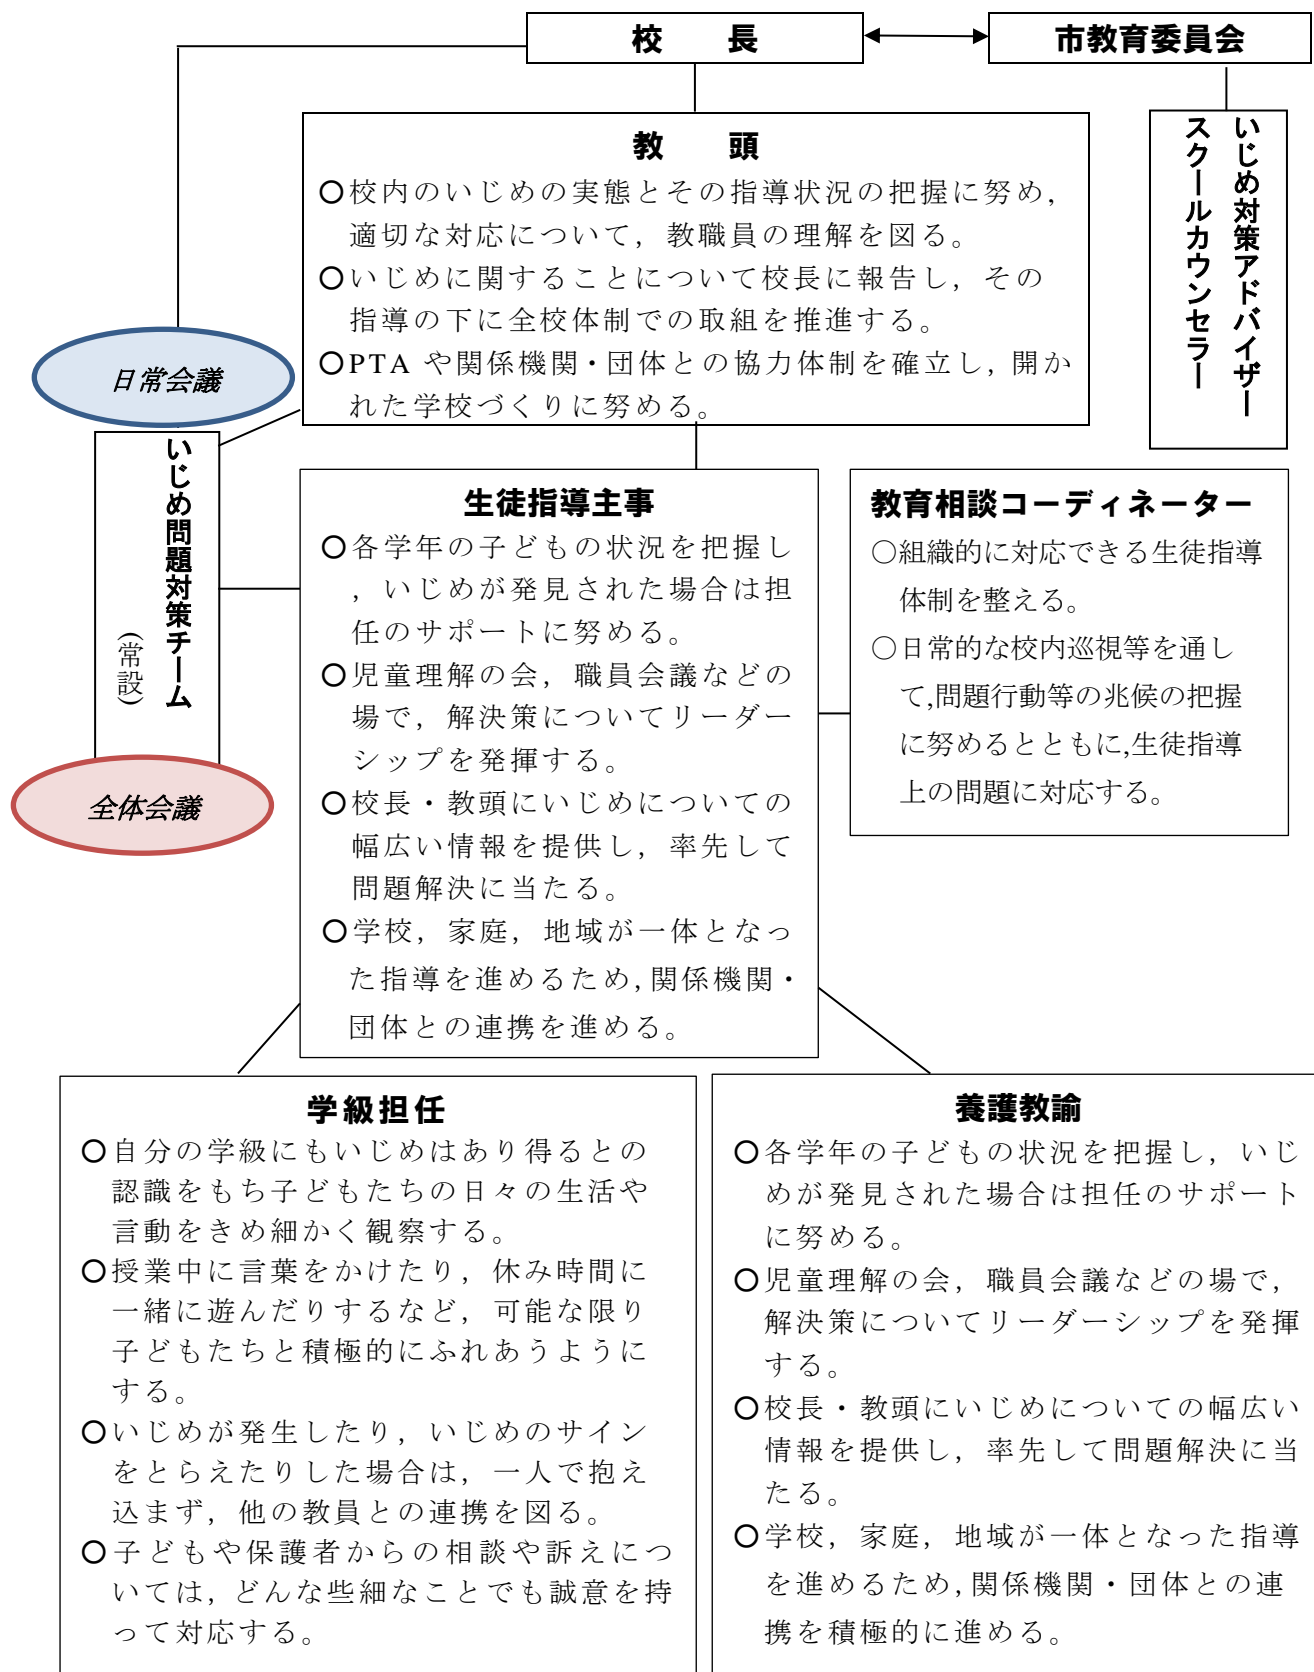 校　　長
市教育委員会
いじめ対策アドバイザー
スクールカウンセラー
教　　頭
〇校内のいじめの実態とその指導状況の把握に努め，
適切な対応について，教職員の理解を図る。
〇いじめに関することについて校長に報告し，その
指導の下に全校体制での取組を推進する。
〇PTA や関係機関・団体との協力体制を確立し，開か
れた学校づくりに努める。
日常会議
いじめ問題対策チーム
（常設）
全体会議
生徒指導主事
〇各学年の子どもの状況を把握し
，いじめが発見された場合は担
任のサポートに努める。
〇児童理解の会，職員会議などの
場で，解決策についてリーダー
シップを発揮する。
〇校長・教頭にいじめについての
幅広い情報を提供し，率先して
問題解決に当たる。
〇学校，家庭，地域が一体となっ
た指導を進めるため，関係機関・
団体との連携を進める。
教育相談コーディネーター
○組織的に対応できる生徒指導
体制を整える。
○日常的な校内巡視等を通し
て,問題行動等の兆候の把握
に努めるとともに,生徒指導
上の問題に対応する。
学級担任
〇自分の学級にもいじめはあり得るとの
認識をもち子どもたちの日々の生活や
言動をきめ細かく観察する。
〇授業中に言葉をかけたり，休み時間に
一緒に遊んだりするなど，可能な限り
子どもたちと積極的にふれあうように
する。
〇いじめが発生したり，いじめのサイン
をとらえたりした場合は，一人で抱え
込まず，他の教員との連携を図る。
〇子どもや保護者からの相談や訴えにつ
いては，どんな些細なことでも誠意を持
って対応する。
養護教諭
〇各学年の子どもの状況を把握し，いじ
めが発見された場合は担任のサポート
に努める。
〇児童理解の会，職員会議などの場で，
解決策についてリーダーシップを発揮
する。
〇校長・教頭にいじめについての幅広い
情報を提供し，率先して問題解決に当
たる。
〇学校，家庭，地域が一体となった指導
を進めるため，関係機関・団体との連
携を積極的に進める。